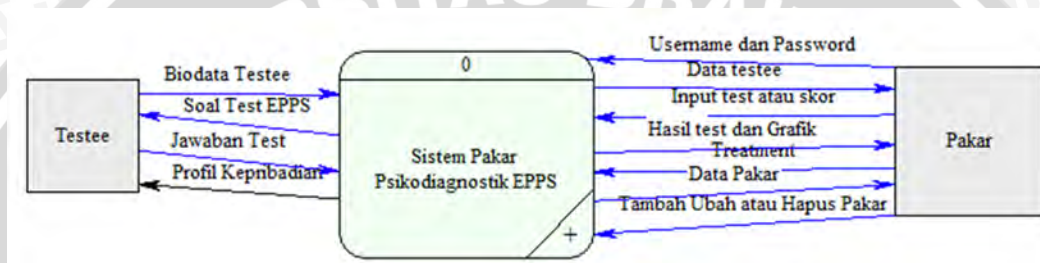 Biodata Testee
Soal Test EPPS
Jawaban Test
Profil Kepribadian
Testee
0
Sistem Pakar
Psikodiagnostik EPPS
+
Username dan Password
Data testee
Input test atau skor
Hasil test dan Grafik
Treatment
Data Pakar
Tambah Ubah atau Hapus Pakar
Pakar